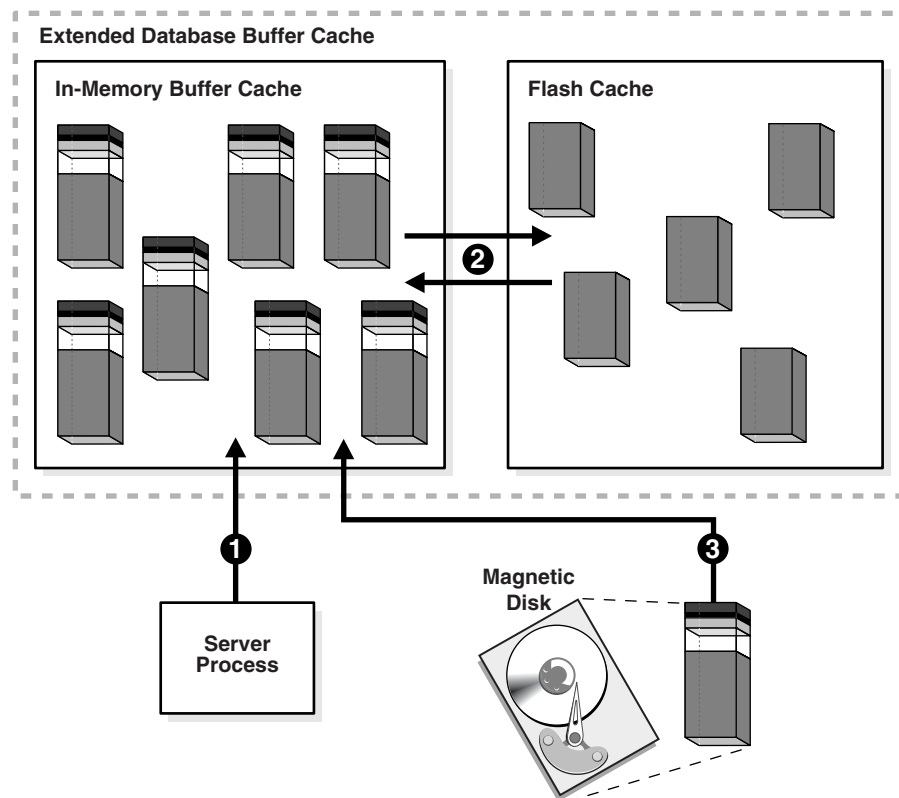 Extended Database Buffer Cache
In-Memory Buffer Cache
Flash Cache
2
1
3
Magnetic
Disk
Server
Process